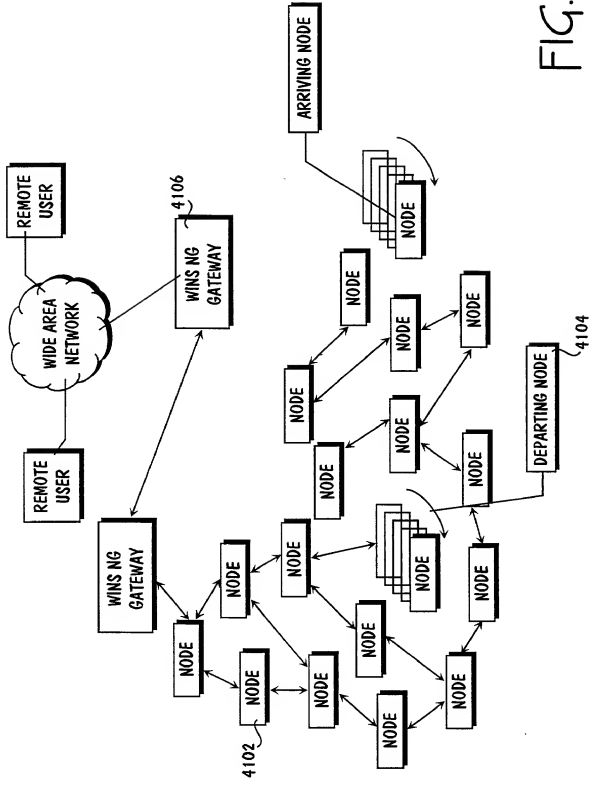 REMOTE
USER
WIDE AREA
NETWORK
REMOTE
USER
WINS NG
GATEWAY
4106
WINS NG
GATEWAY
NODE
NODE
NODE
4102
NODE
NODE
ARRIVING NODE
NODE
NODE
NODE
NODE
NODE
NODE
NODE
NODE
NODE
NODE
NODE
NODE
NODE
DEPARTING NODE
4104
FIG.